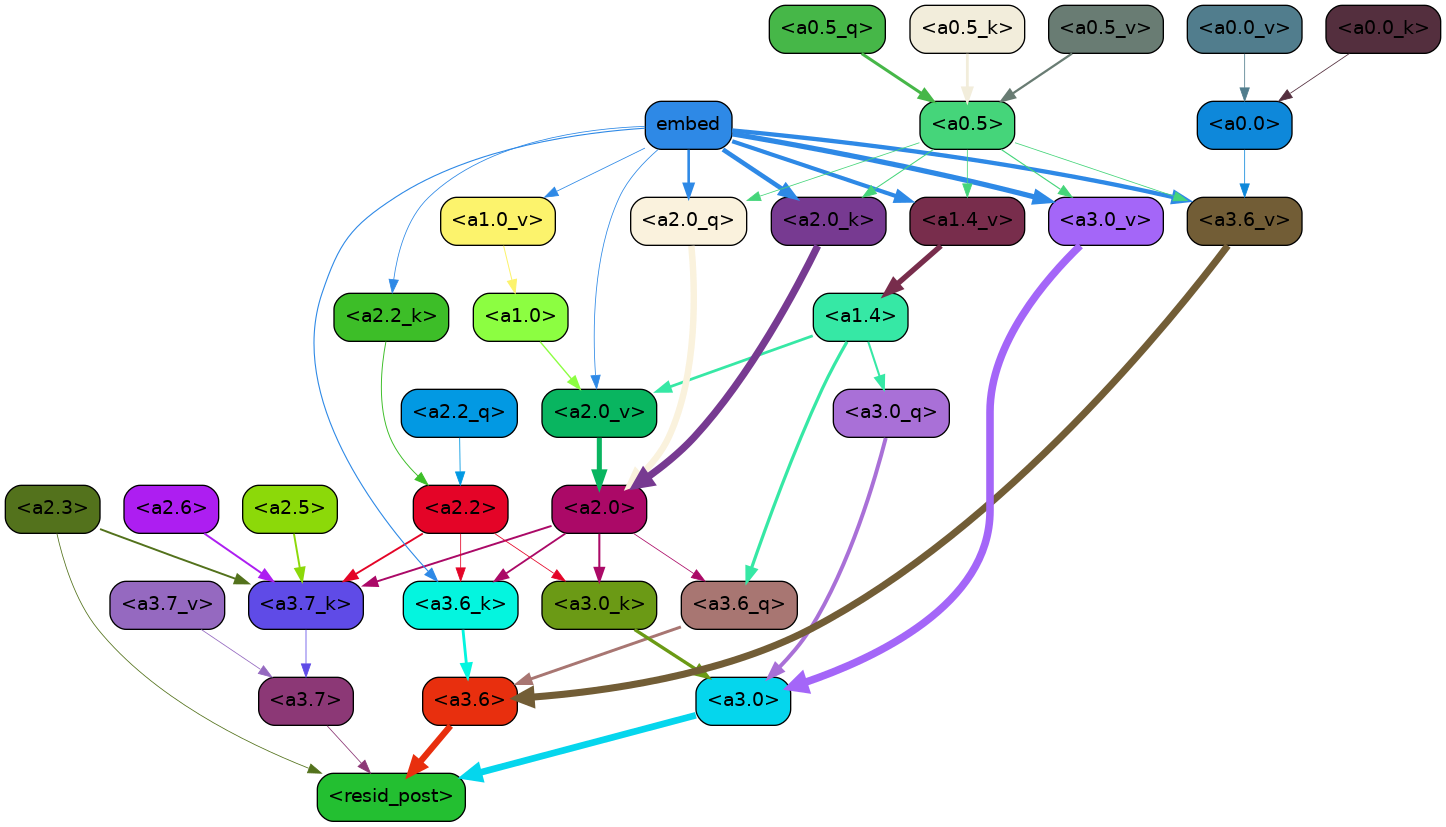 <a0.5_q> <a0.5_k> <a0.5_v> <a0.0_v> <a0.0_k>
embed <a0.5> <a0.0>
<a1.0_v> <a2.0_q> <a2.0_k> <a1.4_v> <a3.0_v> <a3.6_v>
<a2.2_k> <a1.0> <a1.4>
<a2.2_q> <a2.0_v> <a3.0_q>
<a2.3> <a2.6> <a2.5> <a2.2> <a2.0>
<a3.7_v> <a3.7_k> <a3.6_k> <a3.0_k> <a3.6_q>
<a3.7> <a3.6> <a3.0>
<resid_post>